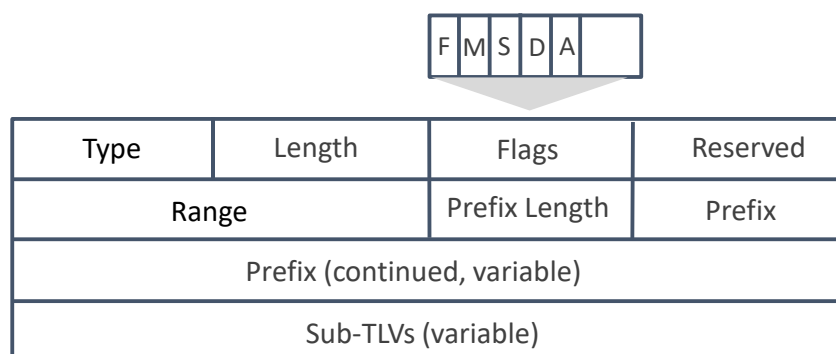 F M S D A
Type Length Flags Reserved
Range Prefix Length Prefix
Prefix (continued, variable)
Sub-TLVs (variable)